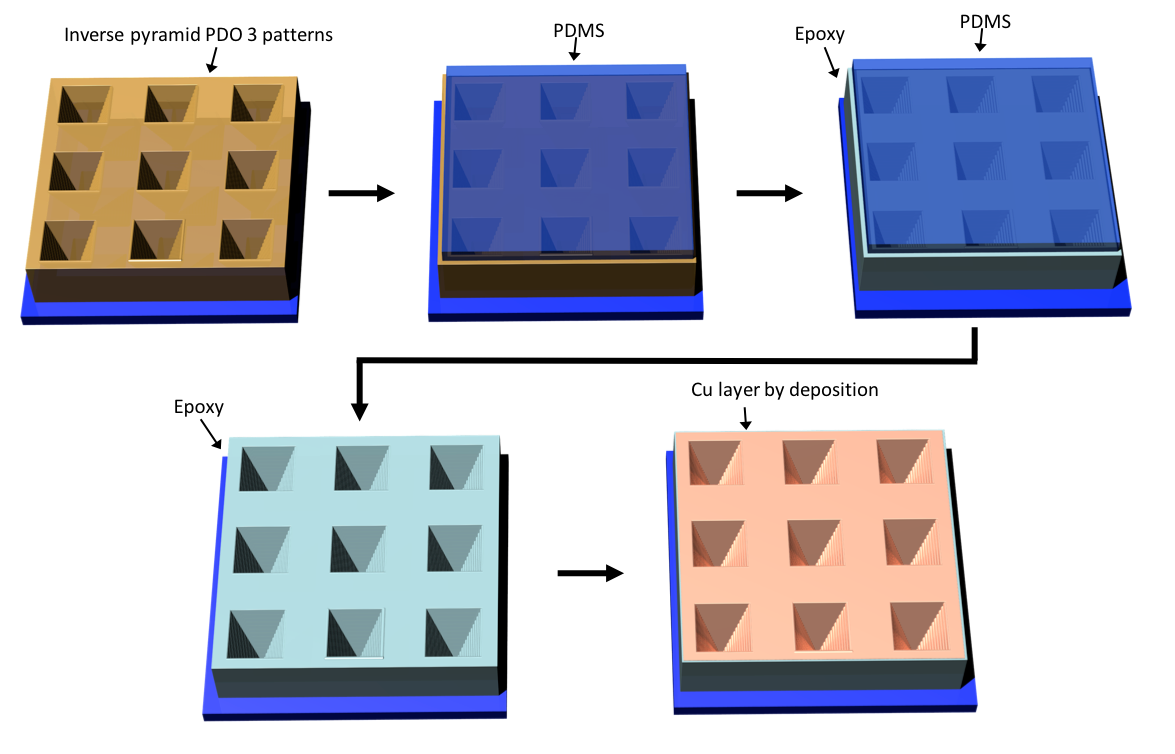 Inverse pyramid PDO 3 patterns
PDMS
Epoxy
PDMS
Epoxy
Cu layer by deposition